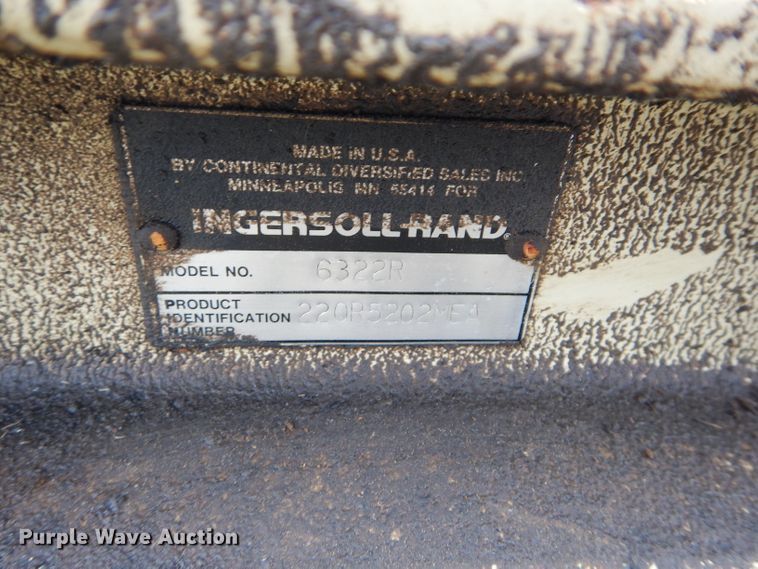 MADE IN U.S.A.
BY CONTINENTAL DIVERSIFIED SALES INC.
MINNEAPOLIS MN 55414 FOR
INGERSOLL-RAND
MODEL NO. 6322R
PRODUCT
IDENTIFICATION
NUMBER
Purple Wave Auction